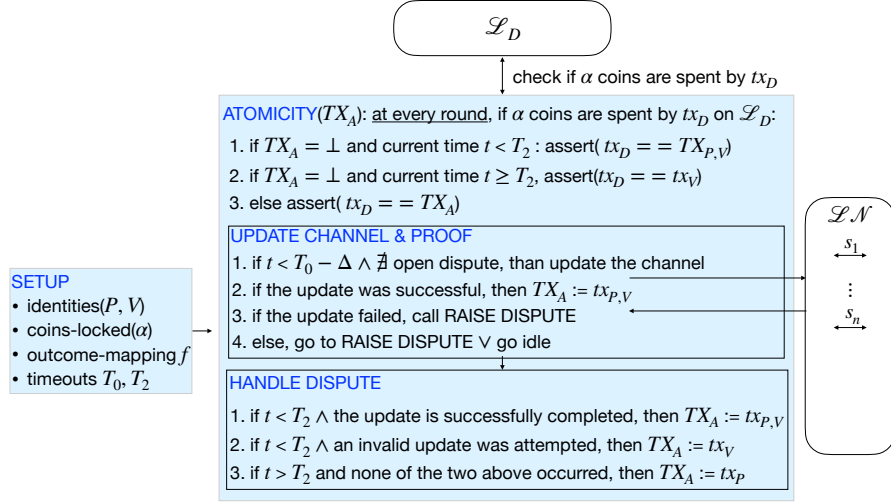 ℒ_D
check if α coins are spent by tx_D
ATOMICITY(TX_A): at every round, if α coins are spent by tx_D on ℒ_D:
1. if TX_A = ⊥ and current time t < T_2 : assert( tx_D == TX_{P,V})
2. if TX_A = ⊥ and current time t ≥ T_2, assert(tx_D == tx_V)
3. else assert( tx_D == TX_A)
UPDATE CHANNEL & PROOF
1. if t < T_0 − Δ ∧ ∄ open dispute, than update the channel
2. if the update was successful, then TX_A := tx_{P,V}
3. if the update failed, call RAISE DISPUTE
4. else, go to RAISE DISPUTE ∨ go idle
HANDLE DISPUTE
1. if t < T_2 ∧ the update is successfully completed, then TX_A := tx_{P,V}
2. if t < T_2 ∧ an invalid update was attempted, then TX_A := tx_V
3. if t > T_2 and none of the two above occurred, then TX_A := tx_P
SETUP
• identities(P, V)
• coins-locked(α)
• outcome-mapping f
• timeouts T_0, T_2
ℒ𝒩
s_1
⋮
s_n